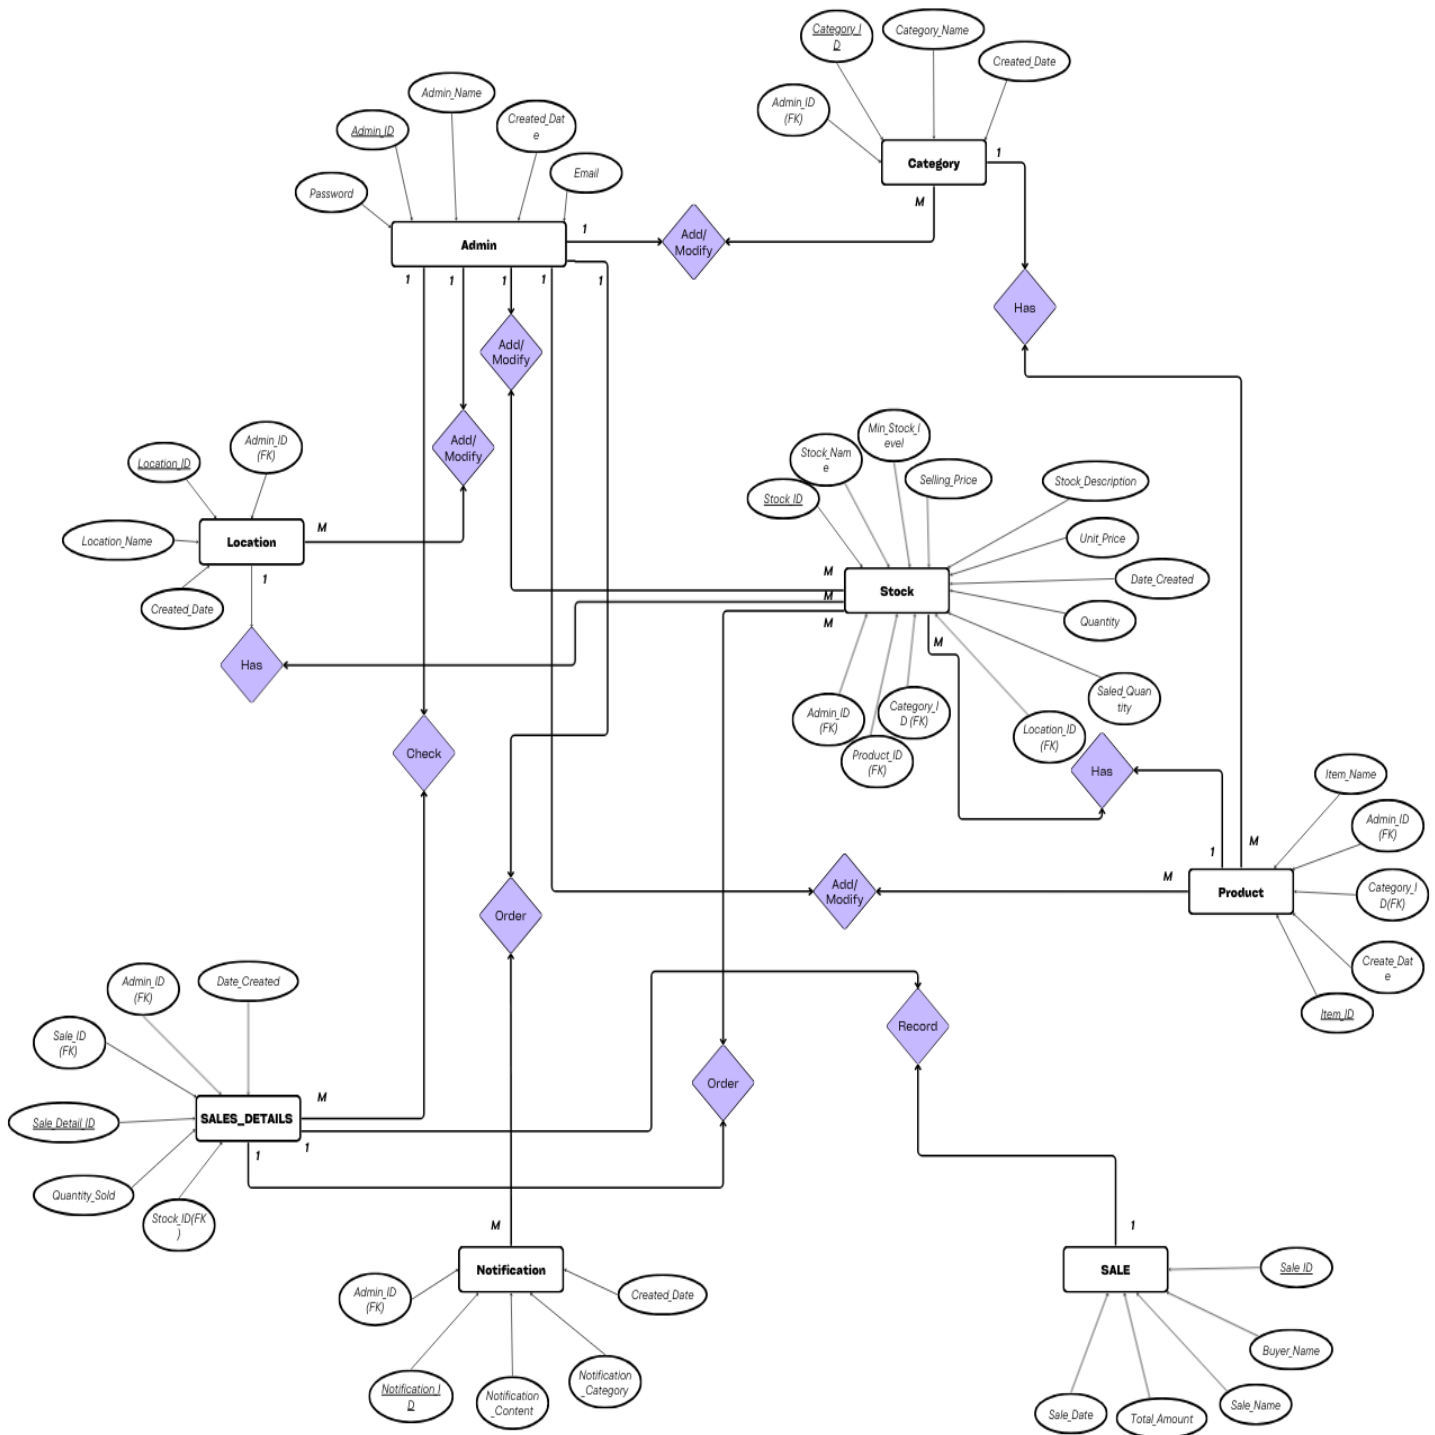 Category_I
D
Category_Name
Created_Date
Admin_ID
(FK)
Category
1
M
Admin_Name
Admin_ID
Created_Dat
e
Email
Password
Admin
1
Add/
Modify
Has
1
1
1
1
1
Add/
Modify
Add/
Modify
Location_ID
Admin_ID
(FK)
Location_Name
Location
M
Created_Date
1
Has
Min_Stock_l
evel
Stock_Nam
e
Selling_Price
Stock_ID
Stock_Description
Unit_Price
Date_Created
Quantity
Saled_Quan
tity
Stock
M
M
M
M
Admin_ID
(FK)
Category_I
D (FK)
Product_ID
(FK)
Location_ID
(FK)
Has
Check
Item_Name
Admin_ID
(FK)
Category_I
D(FK)
Create_Dat
e
Item_ID
1
M
M
Product
Add/
Modify
Order
Record
Order
Admin_ID
(FK)
Date_Created
Sale_ID
(FK)
Sale_Detail_ID
SALES_DETAILS
M
1
1
Quantity_Sold
Stock_ID(FK
)
M
Notification
Admin_ID
(FK)
Created_Date
Notification_I
D
Notification
_Content
Notification
_Category
1
SALE
Sale_ID
Buyer_Name
Sale_Name
Total_Amount
Sale_Date